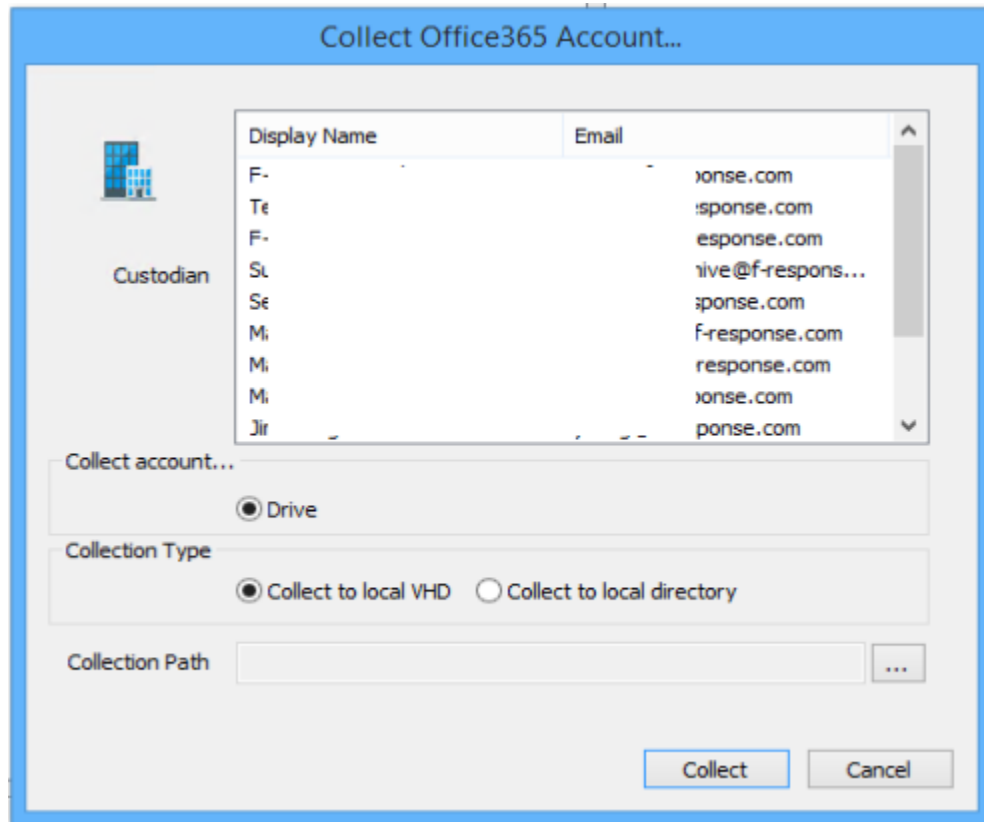 Collect Office365 Account...
Display Name Email
F- ponse.com
Te sponse.com
F- esponse.com
Custodian
Su hive@f-respons...
Se sponse.com
Ma f-response.com
Ma response.com
Ma ponse.com
Jir ponse.com
Collect account...
Drive
Collection Type
Collect to local VHD Collect to local directory
Collection Path ...
Collect Cancel